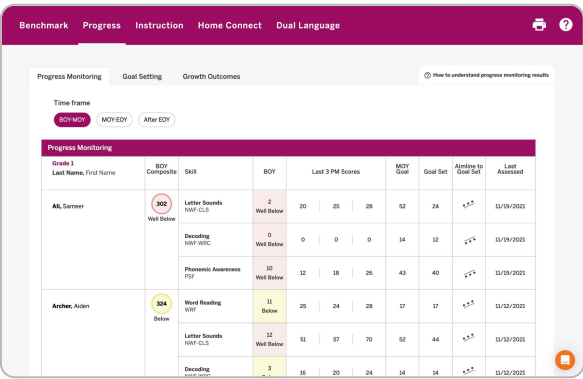 Benchmark Progress Instruction Home Connect Dual Language
Progress Monitoring Goal Setting Growth Outcomes
How to understand progress monitoring results
Time frame
BOY-MOY MOY-EOY After EOY
Progress Monitoring
Grade 1
Last Name, First Name
BOY Composite
Skill
BOY
Last 3 PM Scores
MOY Goal
Goal Set
Aimline to Goal Set
Last Assessed
Ali, Sameer
302
Well Below
Letter Sounds
NWF-CLS
2
Well Below
20 25 28 52 24 11/19/2021
Decoding
NWF-WRC
0
Well Below
0 0 0 14 12 11/19/2021
Phonemic Awareness
PSF
10
Well Below
12 18 26 43 40 11/19/2021
Archer, Aiden
324
Below
Word Reading
WRF
11
Below
25 24 28 17 17 11/12/2021
Letter Sounds
NWF-CLS
12
Well Below
51 57 70 52 44 11/12/2021
Decoding
3
16 20 24 14 14 11/12/2021